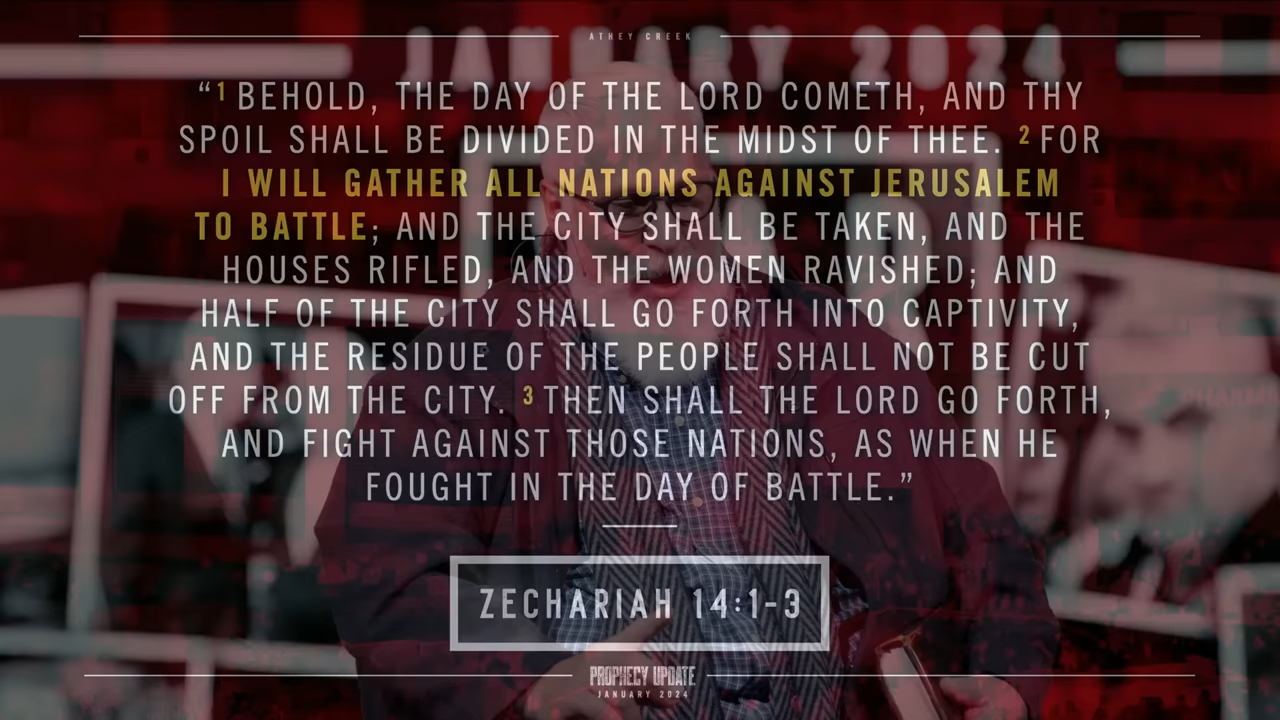 ATHEY CREEK
JANUARY 2024
“1 BEHOLD, THE DAY OF THE LORD COMETH, AND THY
SPOIL SHALL BE DIVIDED IN THE MIDST OF THEE. 2 FOR
I WILL GATHER ALL NATIONS AGAINST JERUSALEM
TO BATTLE; AND THE CITY SHALL BE TAKEN, AND THE
HOUSES RIFLED, AND THE WOMEN RAVISHED; AND
HALF OF THE CITY SHALL GO FORTH INTO CAPTIVITY,
AND THE RESIDUE OF THE PEOPLE SHALL NOT BE CUT
OFF FROM THE CITY. 3 THEN SHALL THE LORD GO FORTH,
AND FIGHT AGAINST THOSE NATIONS, AS WHEN HE
FOUGHT IN THE DAY OF BATTLE.”
ZECHARIAH 14:1-3
PROPHECY UPDATE
JANUARY 2024